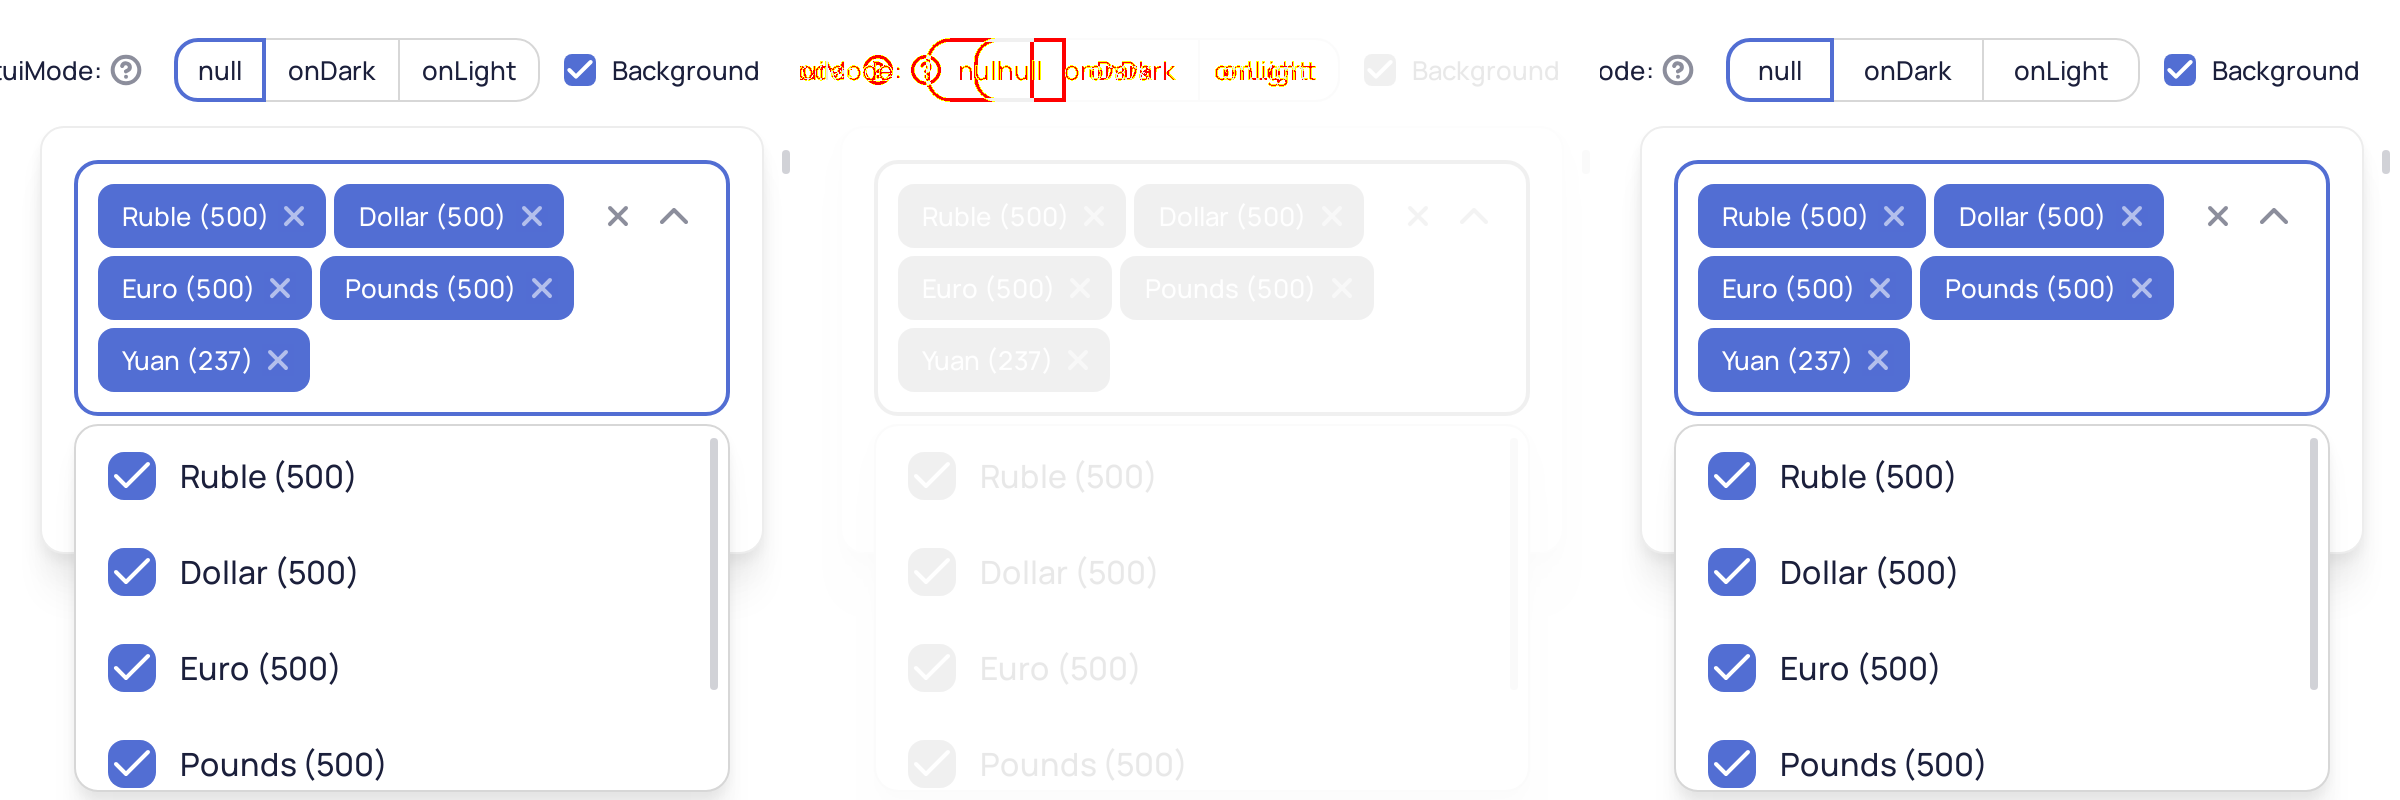 tuiMode: null onDark onLight Background
Ruble (500) Dollar (500)
Euro (500) Pounds (500)
Yuan (237)
Ruble (500)
Dollar (500)
Euro (500)
Pounds (500)
null onDark onLight Background
Ruble (500) Dollar (500)
Euro (500) Pounds (500)
Yuan (237)
Ruble (500)
Dollar (500)
Euro (500)
Pounds (500)
ode: null onDark onLight Background
Ruble (500) Dollar (500)
Euro (500) Pounds (500)
Yuan (237)
Ruble (500)
Dollar (500)
Euro (500)
Pounds (500)